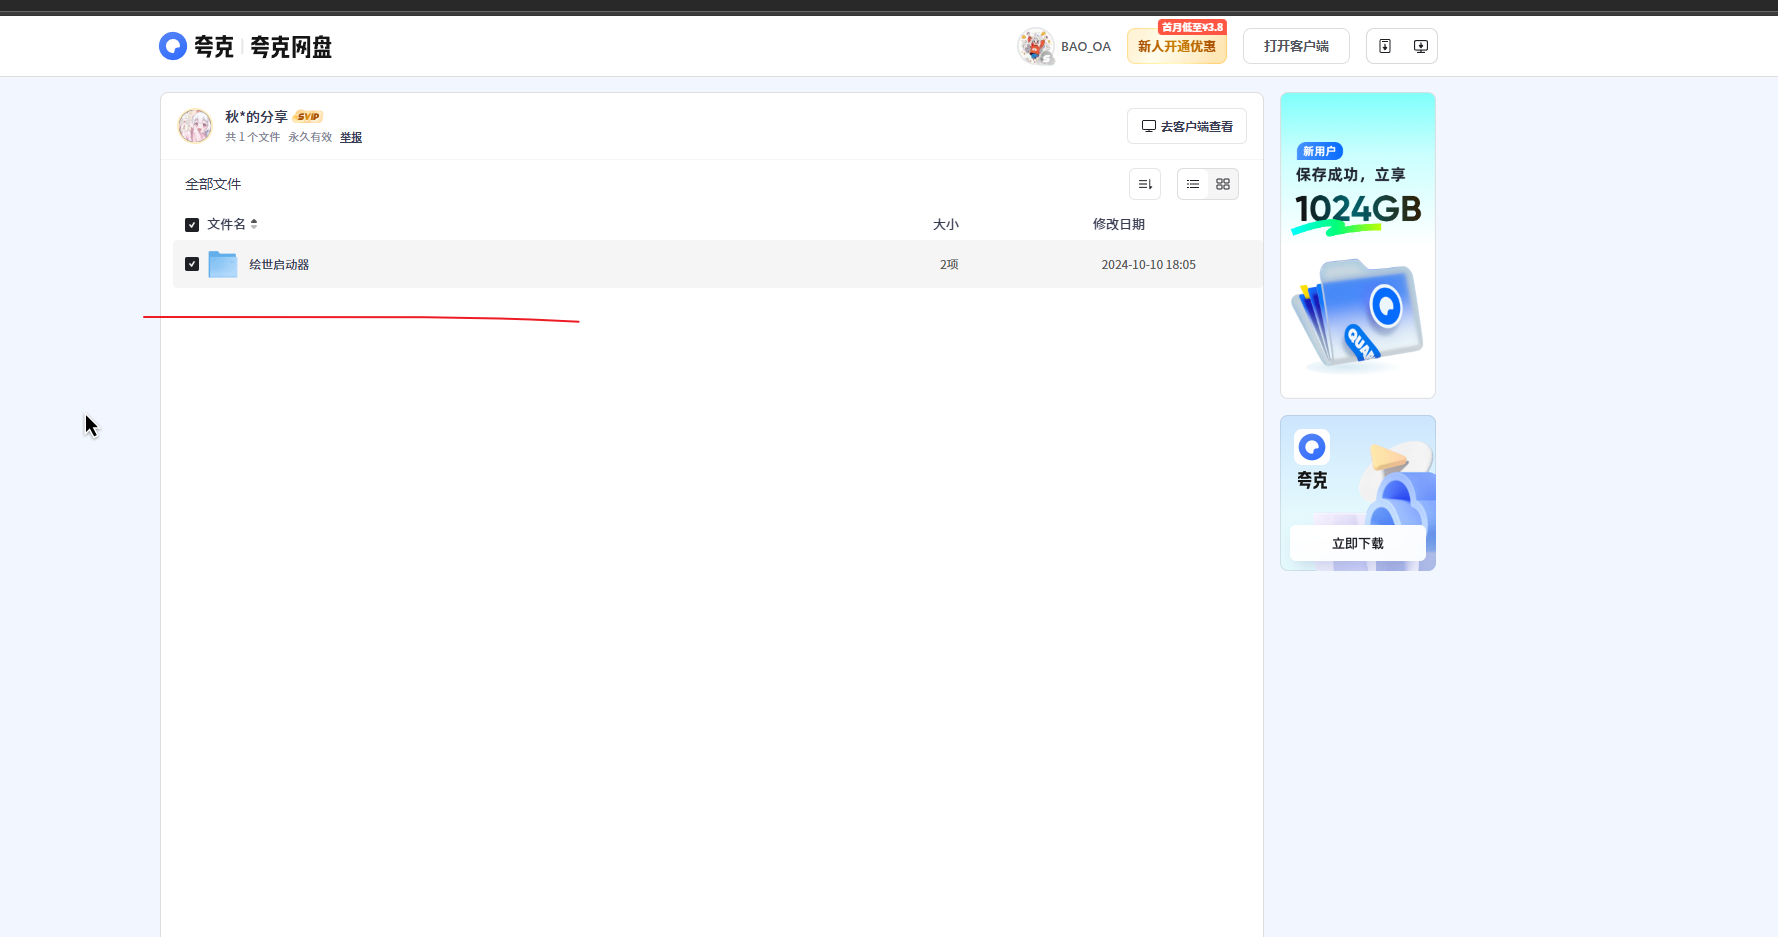 夸克 夸克网盘
BAO_OA
首月低至¥3.8
新人开通优惠
打开客户端
秋*的分享 SVIP
共 1 个文件 永久有效 举报
去客户端查看
全部文件
文件名 大小 修改日期
绘世启动器 2项 2024-10-10 18:05
新用户
保存成功，立享
1024GB
QUAR
夸克
立即下载